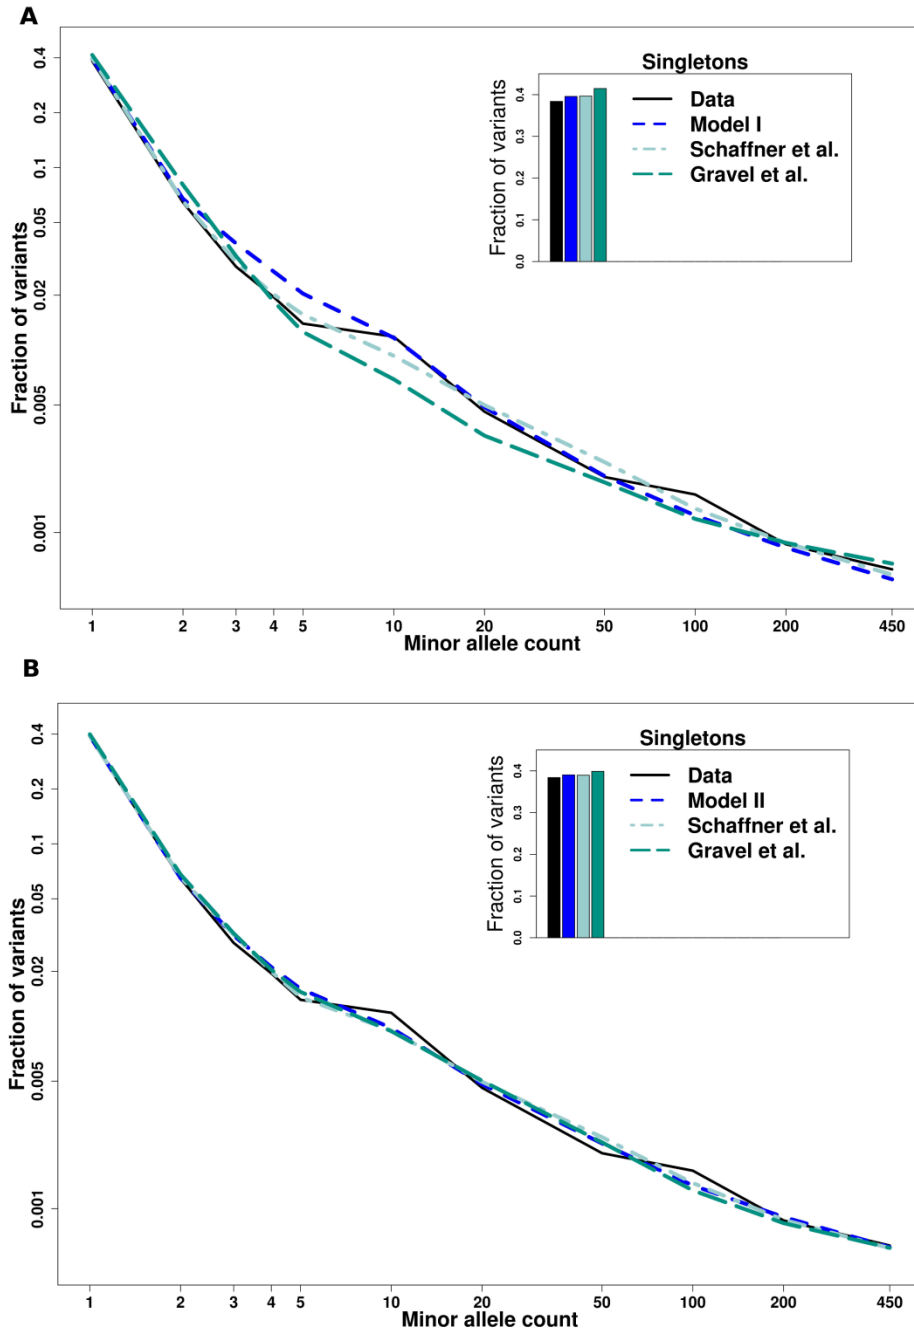 A
Fraction of variants
0.4
0.2
0.1
0.05
0.02
0.005
0.001
Singletons
Fraction of variants
0.4
0.3
0.2
0.1
0.0
Data
Model I
Schaffner et al.
Gravel et al.
1 2 3 4 5 10 20 50 100 200 450
Minor allele count
B
Fraction of variants
0.4
0.2
0.1
0.05
0.02
0.005
0.001
Singletons
Fraction of variants
0.4
0.3
0.2
0.1
0.0
Data
Model II
Schaffner et al.
Gravel et al.
1 2 3 4 5 10 20 50 100 200 450
Minor allele count